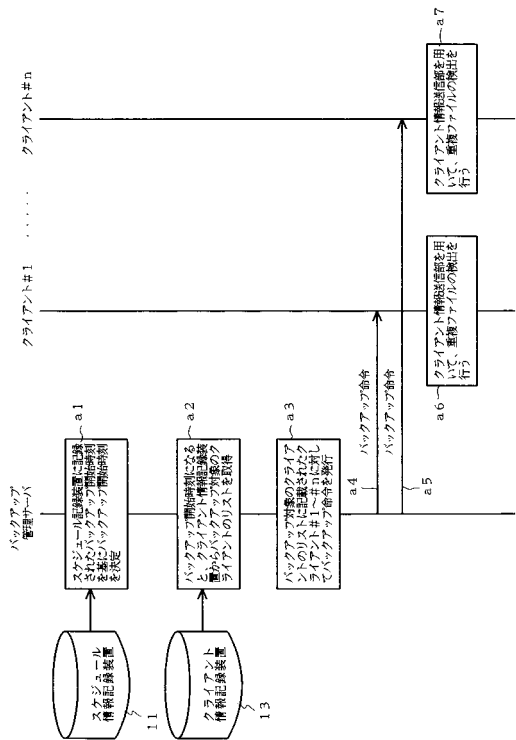 バックアップ
管理サーバ
クライアント#1
・・・・・
クライアント#n
スケジュール
情報記録装置
11
スケジュール記録装置に記録
されたバックアップ開始時刻
を基にバックアップ開始時刻
を決定
a1
クライアント
情報記録装置
13
バックアップ開始時刻になる
と、クライアント情報記録装
置からバックアップ対象のク
ライアントのリストを取得
a2
バックアップ対象のクライア
ントのリストに記載されたク
ライアント#1~#nに対し
てバックアップ命令を発行
a3
バックアップ命令
a4
バックアップ命令
a5
クライアント情報送信部を用
いて、重複ファイルの検出を
行う
a6
クライアント情報送信部を用
いて、重複ファイルの検出を
行う
a7